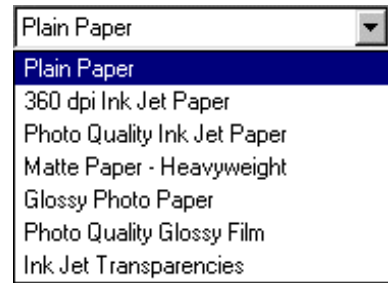 Plain Paper
Plain Paper
360 dpi Ink Jet Paper
Photo Quality Ink Jet Paper
Matte Paper - Heavyweight
Glossy Photo Paper
Photo Quality Glossy Film
Ink Jet Transparencies